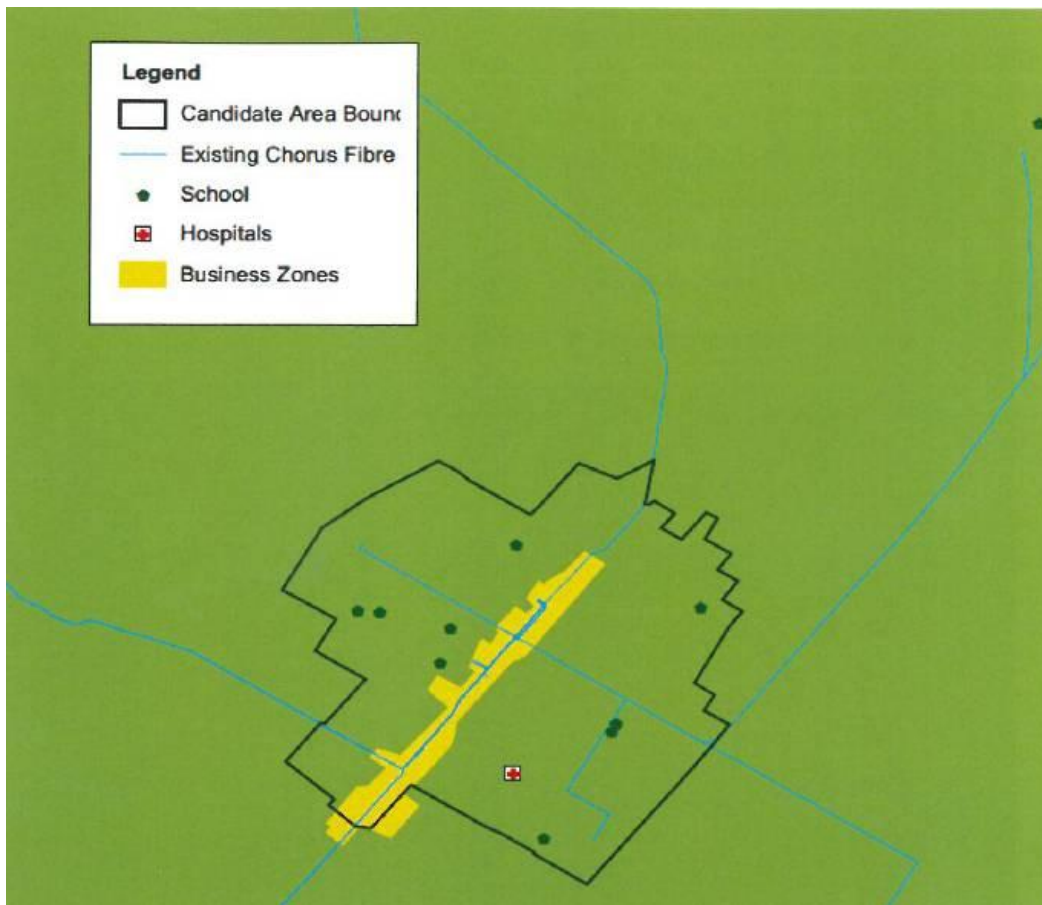 Legend
Candidate Area Bounc
Existing Chorus Fibre
School
Hospitals
Business Zones